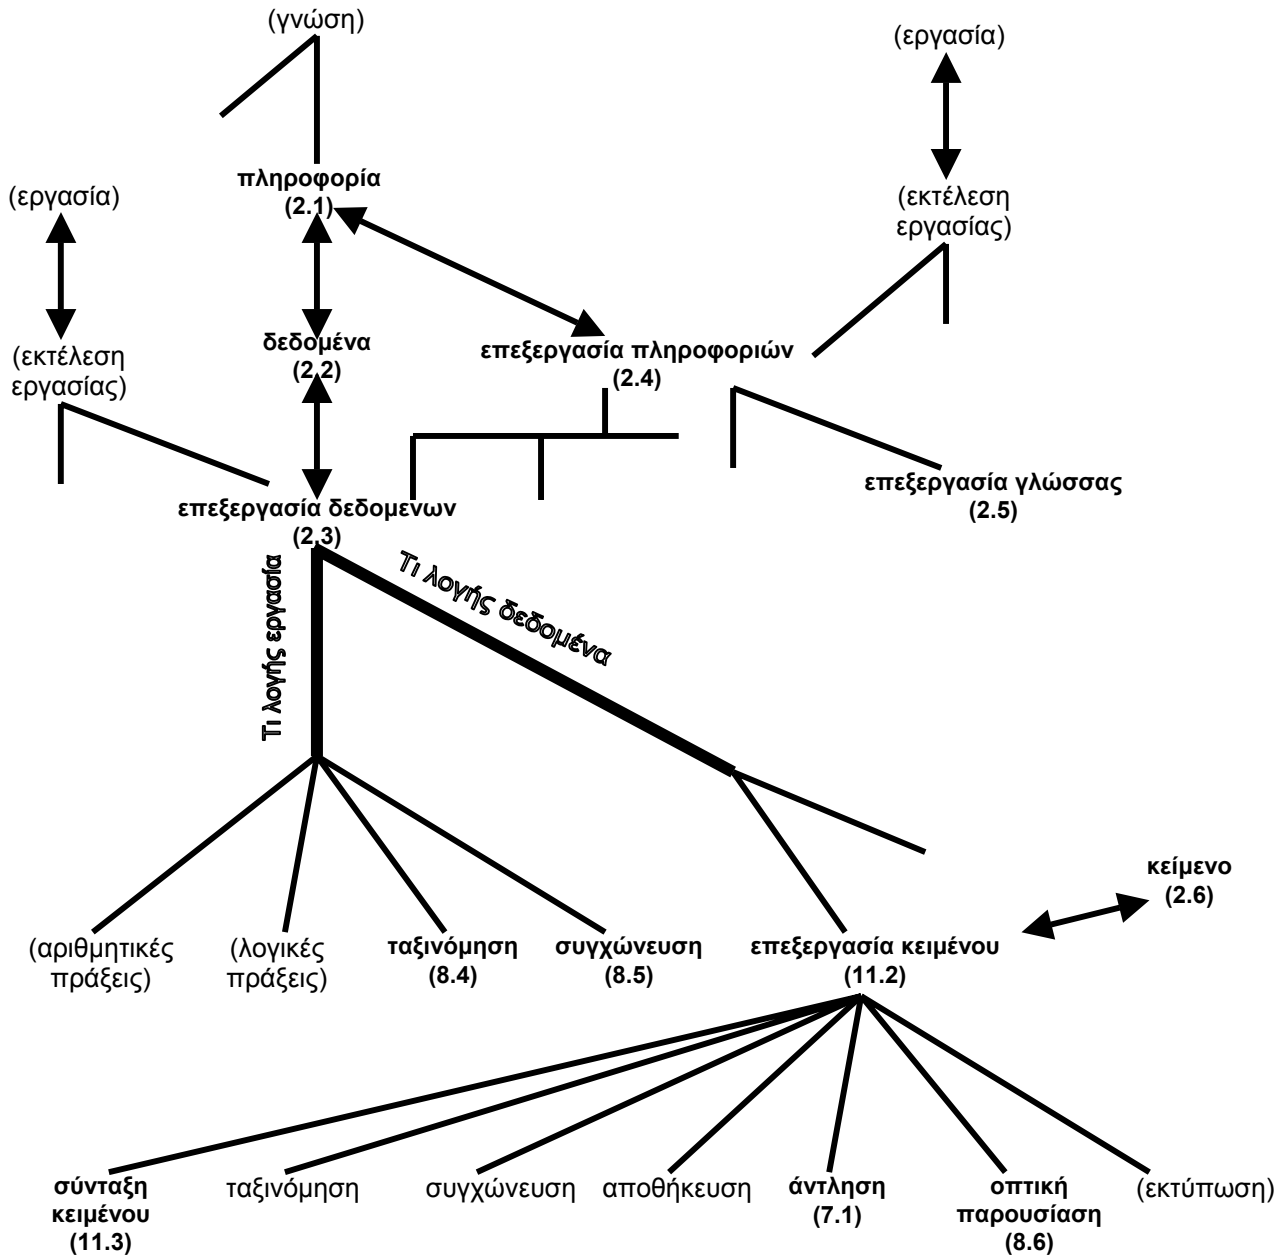 (γνώση)
(εργασία)
πληροφορία
(2.1)
(εργασία)
(εκτέλεση
εργασίας)
δεδομένα
(2.2)
επεξεργασία πληροφοριών
(2.4)
(εκτέλεση
εργασίας)
επεξεργασία γλώσσας
(2.5)
επεξεργασία δεδομενων
(2.3)
Τι λογής εργασία
Τι λογής δεδομένα
κείμενο
(2.6)
(αριθμητικές
πράξεις)
(λογικές
πράξεις)
ταξινόμηση
(8.4)
συγχώνευση
(8.5)
επεξεργασία κειμένου
(11.2)
σύνταξη
κειμένου
(11.3)
ταξινόμηση
συγχώνευση
αποθήκευση
άντληση
(7.1)
οπτική
παρουσίαση
(8.6)
(εκτύπωση)